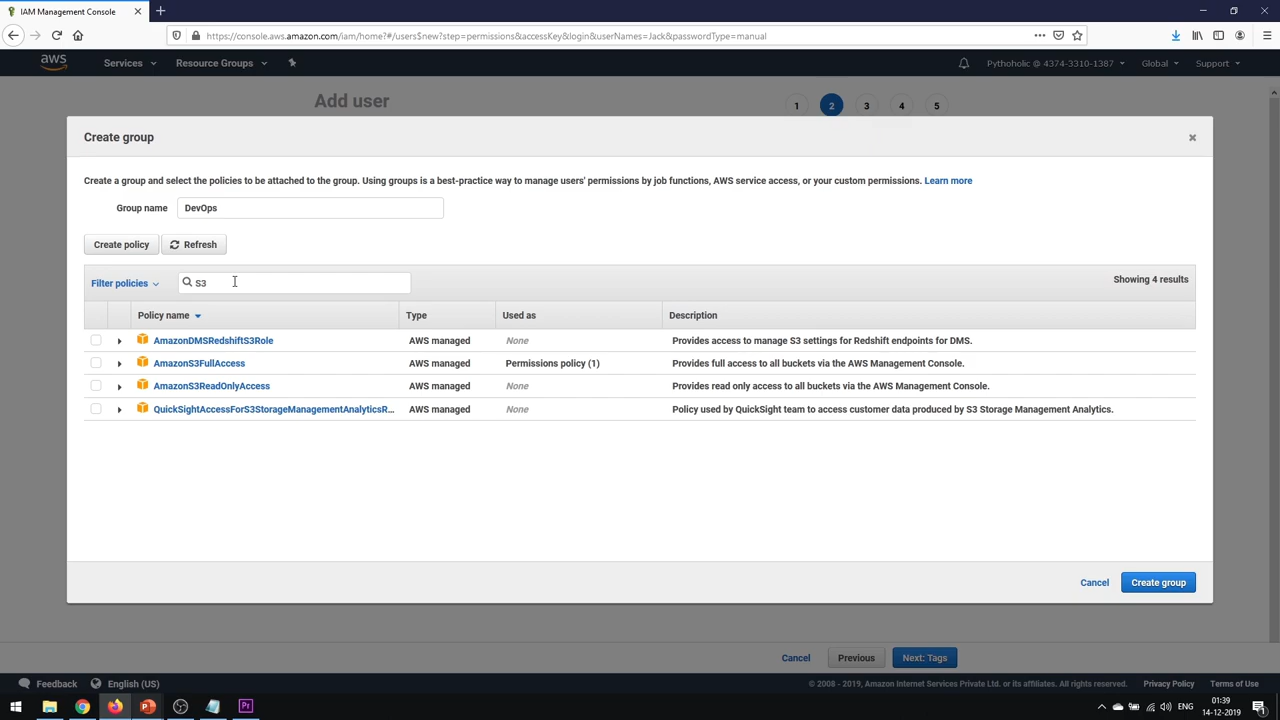 IAM Management Console
https://console.aws.amazon.com/iam/home?#/users$new?step=permissions&accessKey&login&userNames=Jack&passwordType=manual
aws
Services
Resource Groups
Pythoholic @ 4374-3310-1387
Global
Support
Add user
1 2 3 4 5
Create group
Create a group and select the policies to be attached to the group. Using groups is a best-practice way to manage users' permissions by job functions, AWS service access, or your custom permissions. Learn more
Group name DevOps
Create policy Refresh
Filter policies S3 Showing 4 results
Policy name Type Used as Description
AmazonDMSRedshiftS3Role AWS managed None Provides access to manage S3 settings for Redshift endpoints for DMS.
AmazonS3FullAccess AWS managed Permissions policy (1) Provides full access to all buckets via the AWS Management Console.
AmazonS3ReadOnlyAccess AWS managed None Provides read only access to all buckets via the AWS Management Console.
QuickSightAccessForS3StorageManagementAnalyticsR... AWS managed None Policy used by QuickSight team to access customer data produced by S3 Storage Management Analytics.
Cancel Create group
Cancel Previous Next: Tags
Feedback English (US) © 2008 - 2019, Amazon Internet Services Private Ltd. or its affiliates. All rights reserved. Privacy Policy Terms of Use
ENG 01:39
14-12-2019